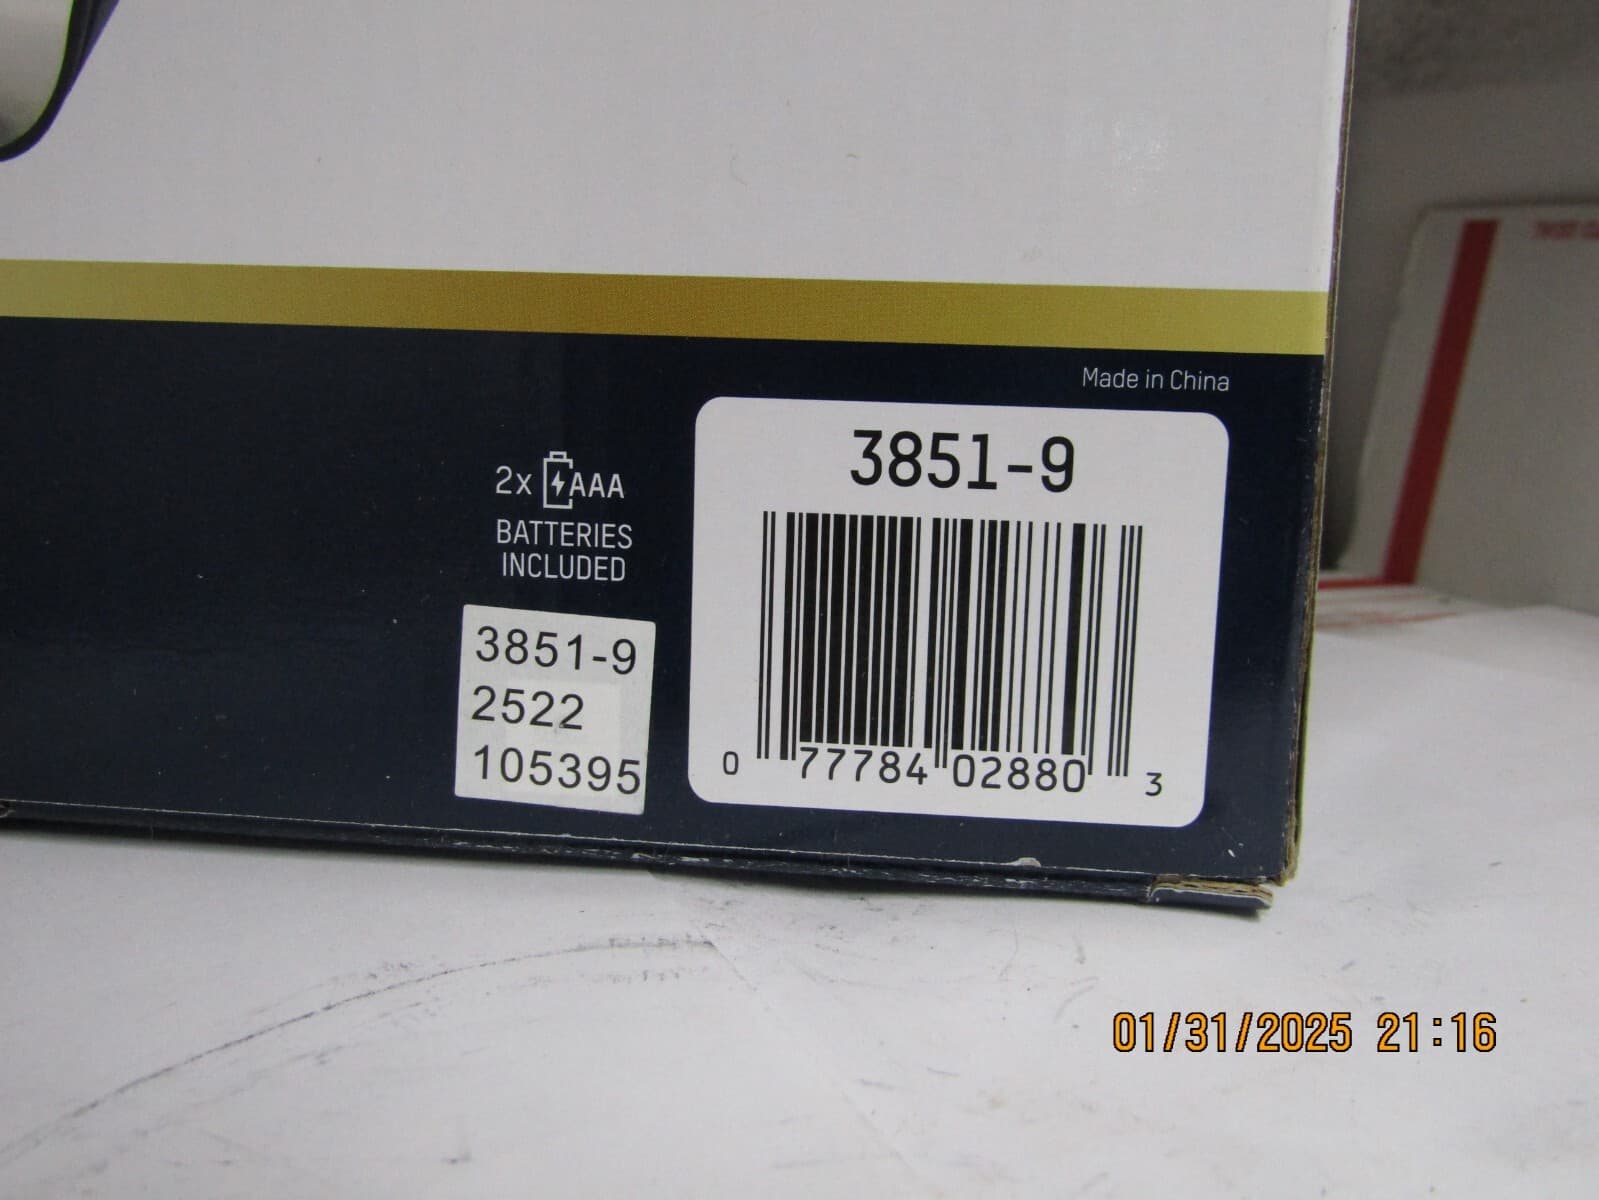 Made in China
3851-9
2x AAA
BATTERIES
INCLUDED
3851-9
2522
105395
0 77784 02880 3
01/31/2025 21:16